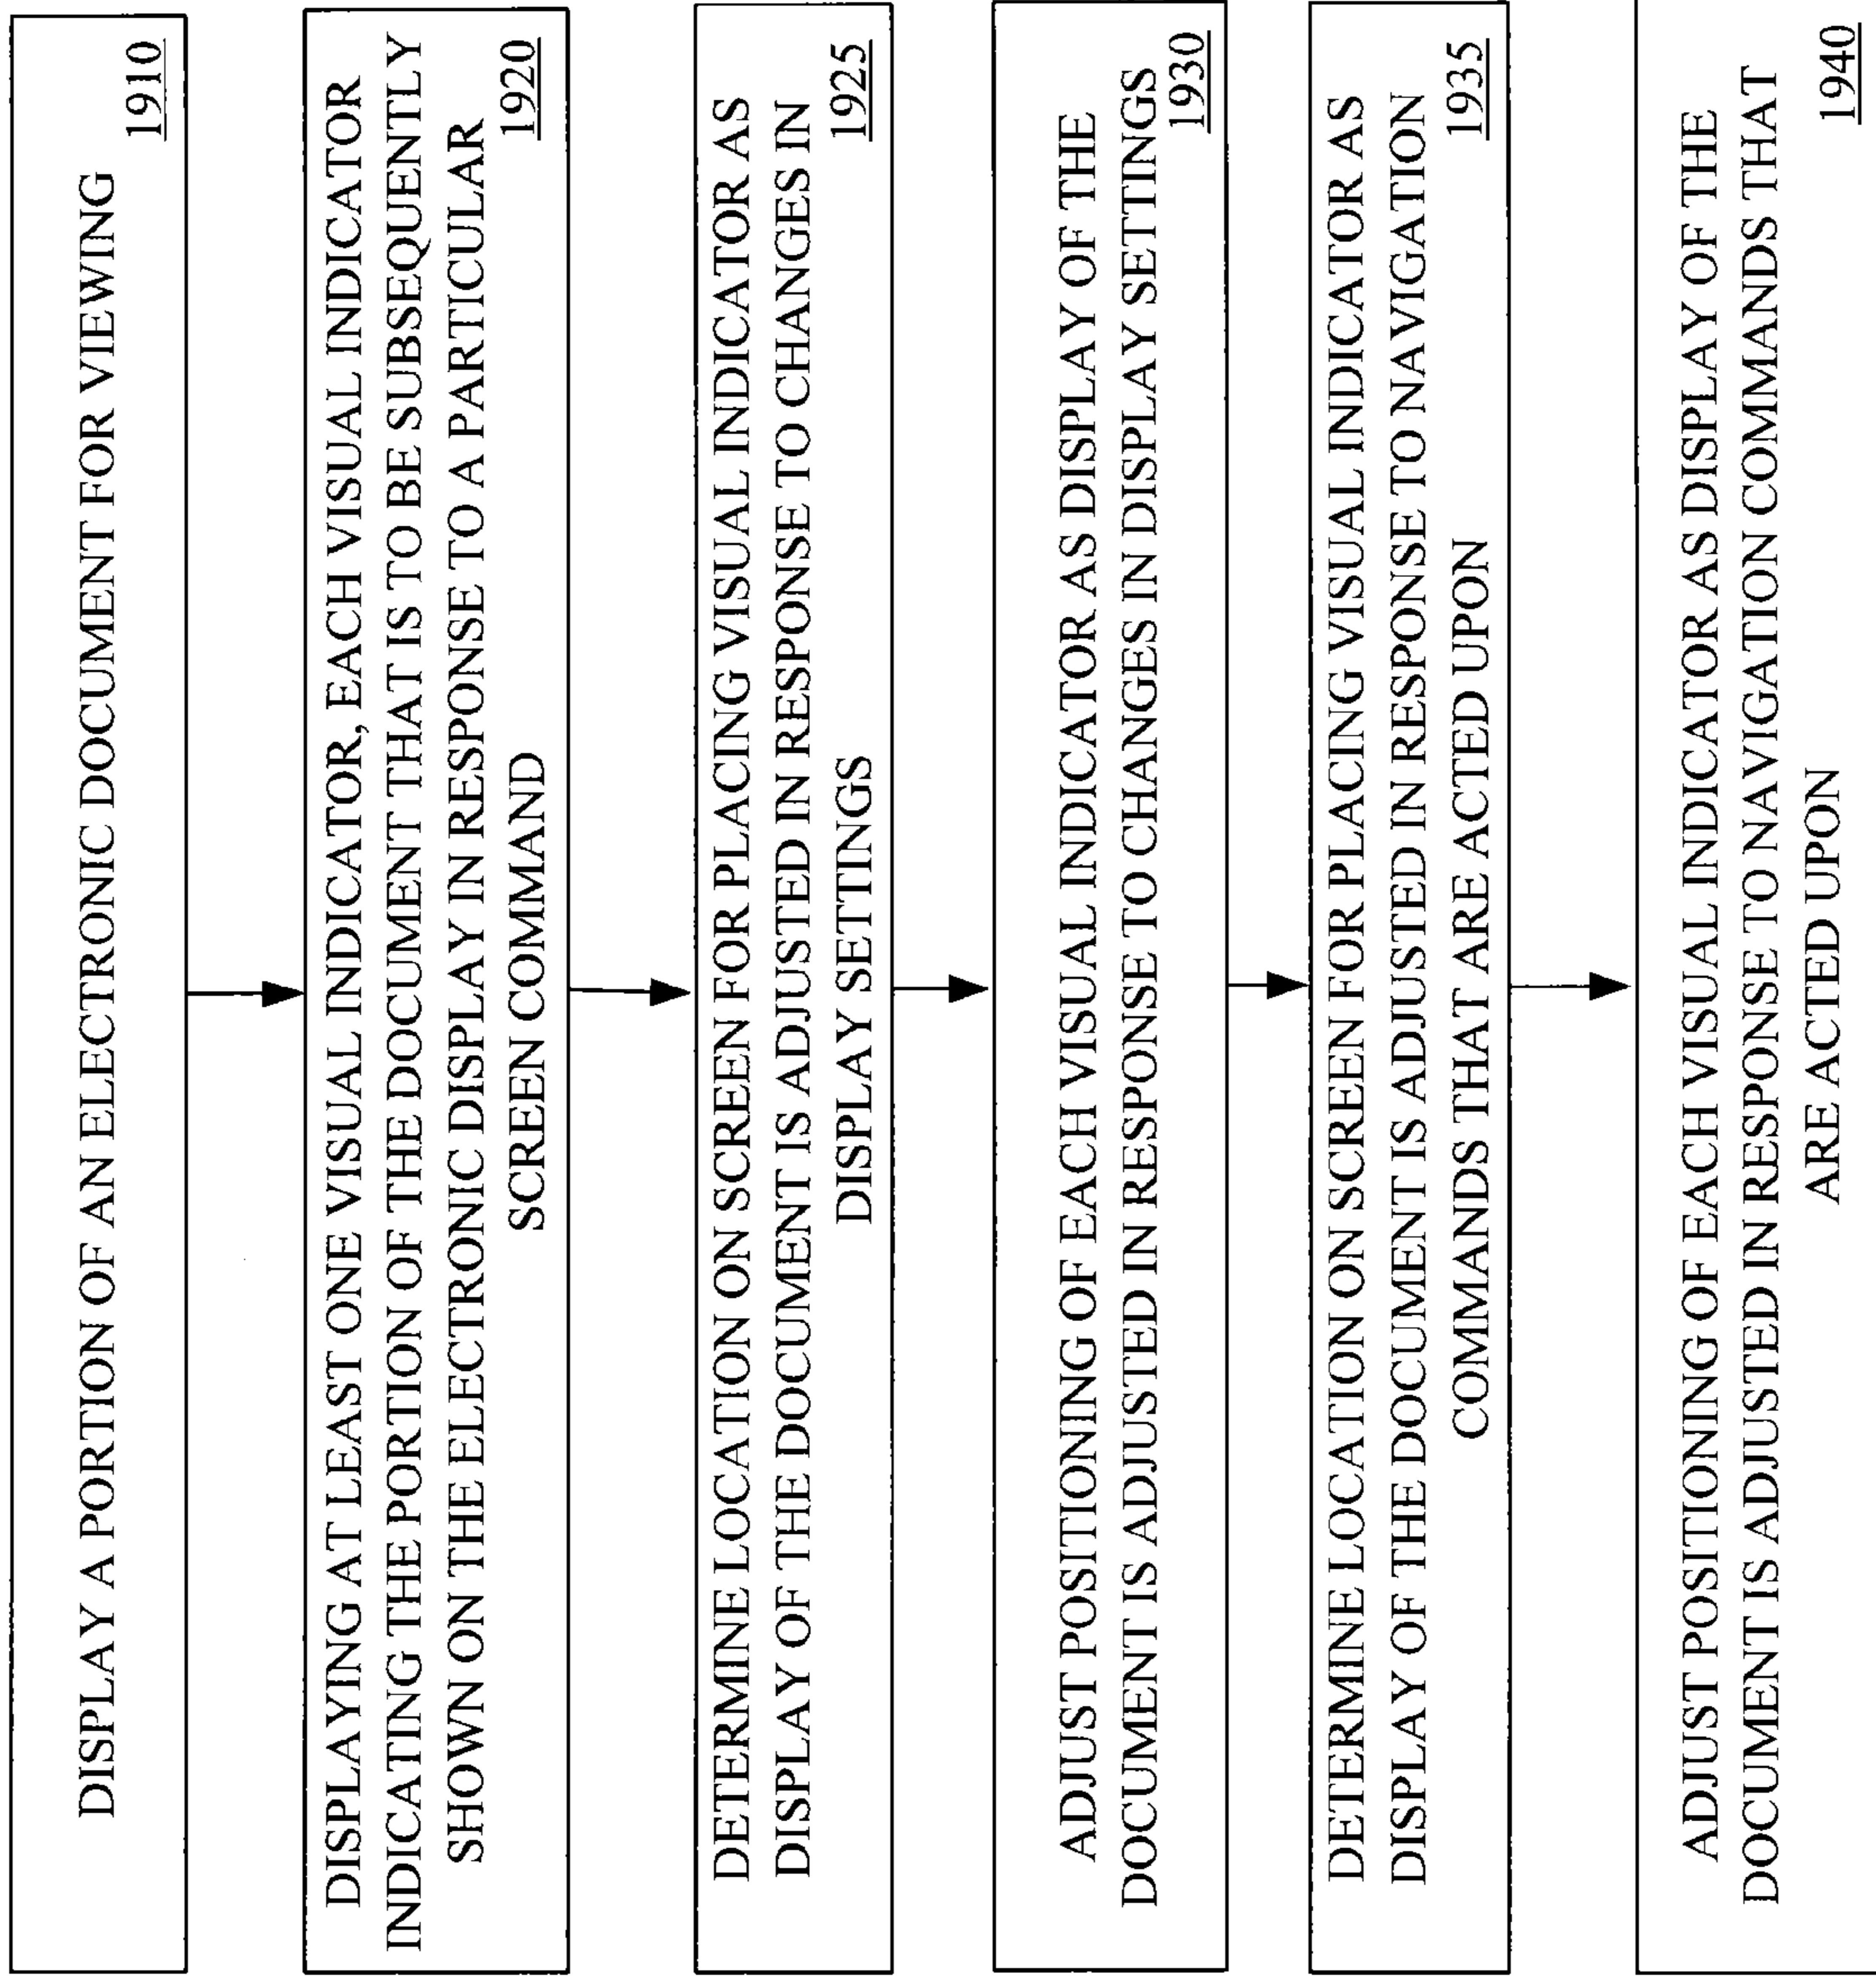 DISPLAY A PORTION OF AN ELECTRONIC DOCUMENT FOR VIEWING
1910
DISPLAYING AT LEAST ONE VISUAL INDICATOR, EACH VISUAL INDICATOR
INDICATING THE PORTION OF THE DOCUMENT THAT IS TO BE SUBSEQUENTLY
SHOWN ON THE ELECTRONIC DISPLAY IN RESPONSE TO A PARTICULAR
SCREEN COMMAND
1920
DETERMINE LOCATION ON SCREEN FOR PLACING VISUAL INDICATOR AS
DISPLAY OF THE DOCUMENT IS ADJUSTED IN RESPONSE TO CHANGES IN
DISPLAY SETTINGS
1925
ADJUST POSITIONING OF EACH VISUAL INDICATOR AS DISPLAY OF THE
DOCUMENT IS ADJUSTED IN RESPONSE TO CHANGES IN DISPLAY SETTINGS
1930
DETERMINE LOCATION ON SCREEN FOR PLACING VISUAL INDICATOR AS
DISPLAY OF THE DOCUMENT IS ADJUSTED IN RESPONSE TO NAVIGATION
COMMANDS THAT ARE ACTED UPON
1935
ADJUST POSITIONING OF EACH VISUAL INDICATOR AS DISPLAY OF THE
DOCUMENT IS ADJUSTED IN RESPONSE TO NAVIGATION COMMANDS THAT
ARE ACTED UPON
1940